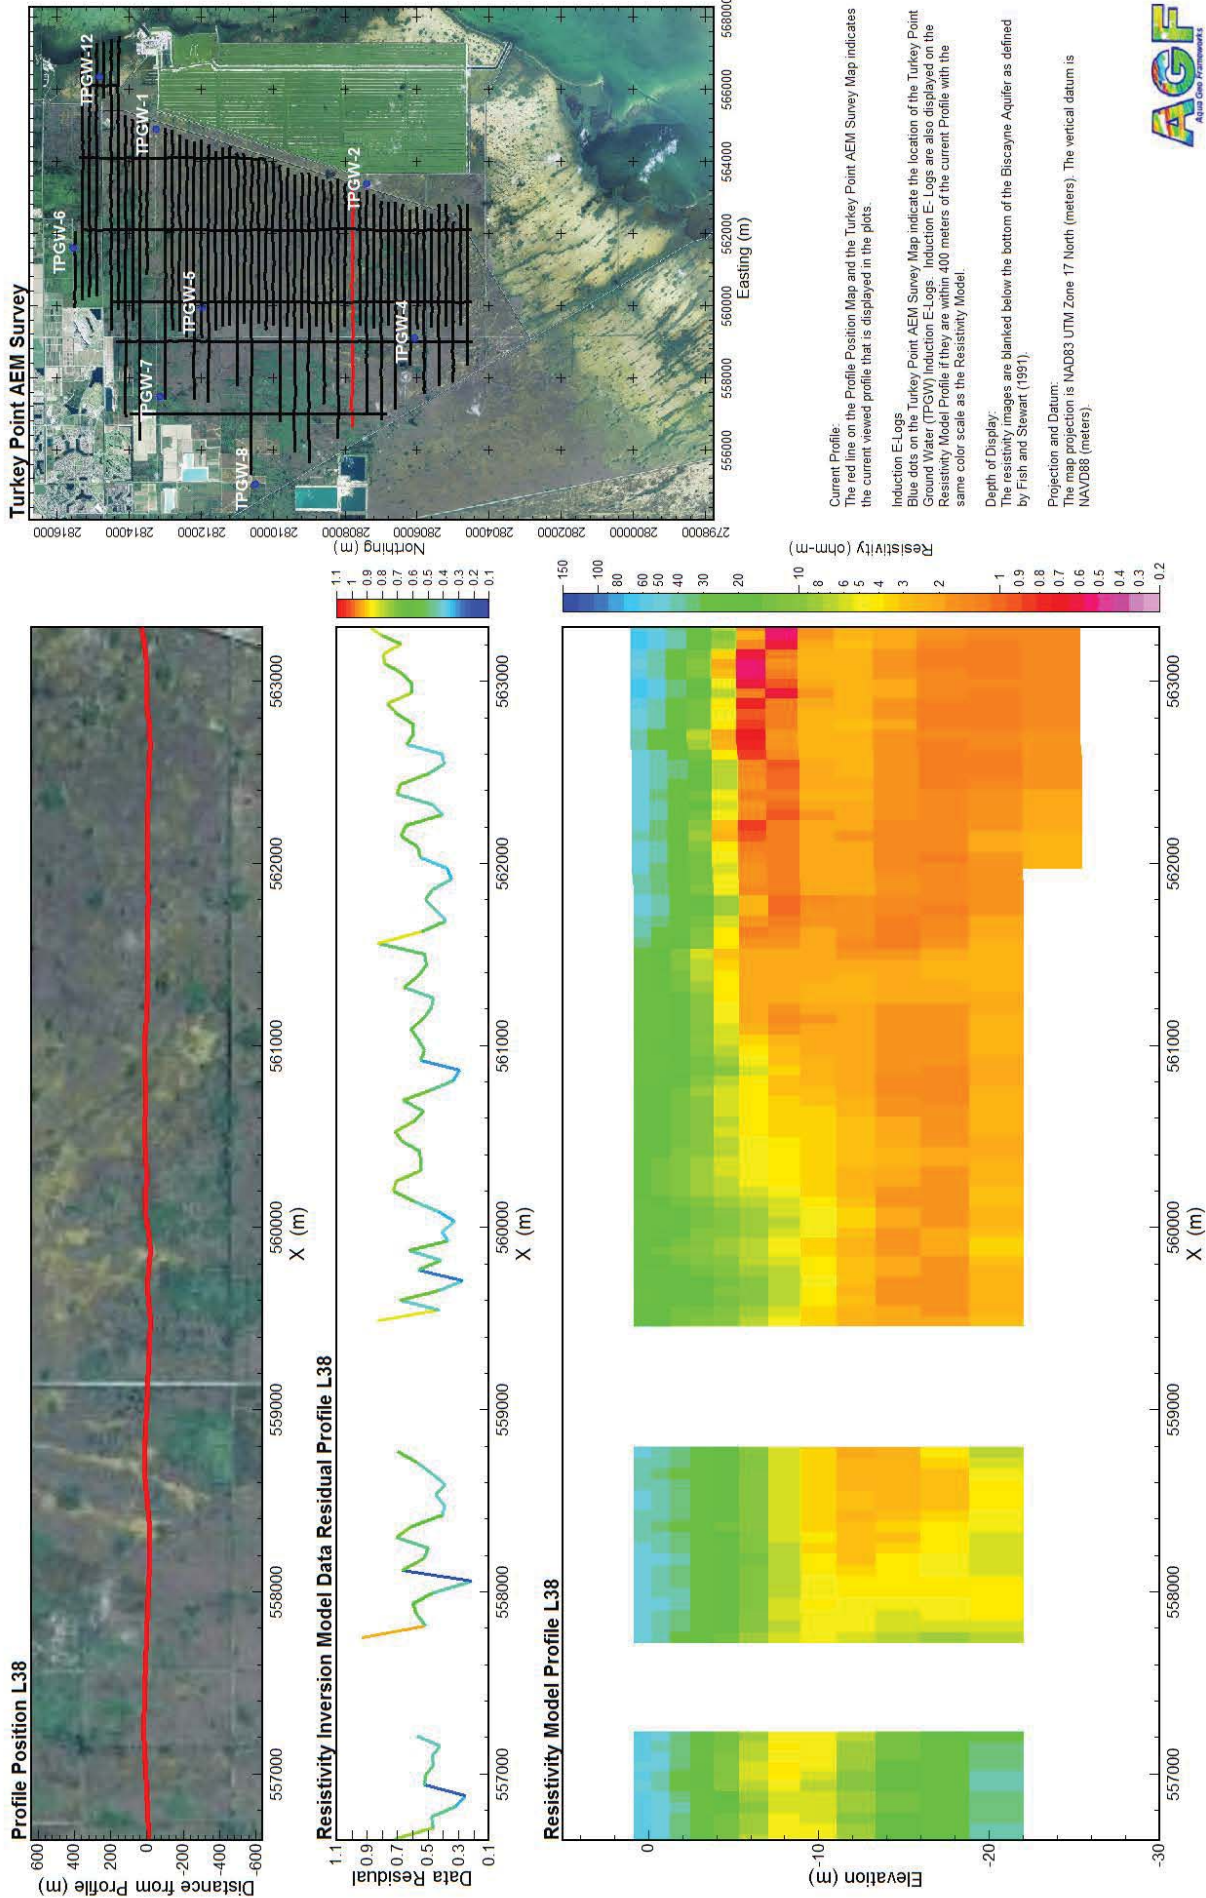 Profile Position L38
Distance from Profile (m)
600
400
200
0
-200
-400
-600
557000
558000
559000
560000
561000
562000
563000
X (m)
Resistivity Inversion Model Data Residual Profile L38
Data Residual
1.1
0.9
0.7
0.5
0.3
0.1
557000
558000
559000
560000
561000
562000
563000
X (m)
1.1
1
0.9
0.8
0.7
0.6
0.5
0.4
0.3
0.2
0.1
Resistivity Model Profile L38
Elevation (m)
0
-10
-20
-30
557000
558000
559000
560000
561000
562000
563000
X (m)
150
100
80
70
60
50
40
30
20
10
8
6
5
4
3
2
1
0.9
0.8
0.7
0.6
0.5
0.4
0.3
0.2
Resistivity (ohm-m)
Turkey Point AEM Survey
TPGW-6
TPGW-12
TPGW-1
TPGW-7
TPGW-5
TPGW-8
TPGW-2
TPGW-4
Northing (m)
2816000
2814000
2812000
2810000
2808000
2806000
2804000
2802000
2800000
2798000
556000
558000
560000
562000
564000
566000
568000
Easting (m)
Current Profile:
The red line on the Profile Position Map and the Turkey Point AEM Survey Map indicates
the current viewed profile that is displayed in the plots.
Induction E-Logs
Blue dots on the Turkey Point AEM Survey Map indicate the location of the Turkey Point
Ground Water (TPGW) Induction E-Logs. Induction E- Logs are also displayed on the
Resistivity Model Profile if they are within 400 meters of the current Profile with the
same color scale as the Resistivity Model.
Depth of Display:
The resistivity images are blanked below the bottom of the Biscayne Aquifer as defined
by Fish and Stewart (1991).
Projection and Datum:
The map projection is NAD83 UTM Zone 17 North (meters). The vertical datum is
NAVD88 (meters).
AGF
Aqua Geo Frameworks